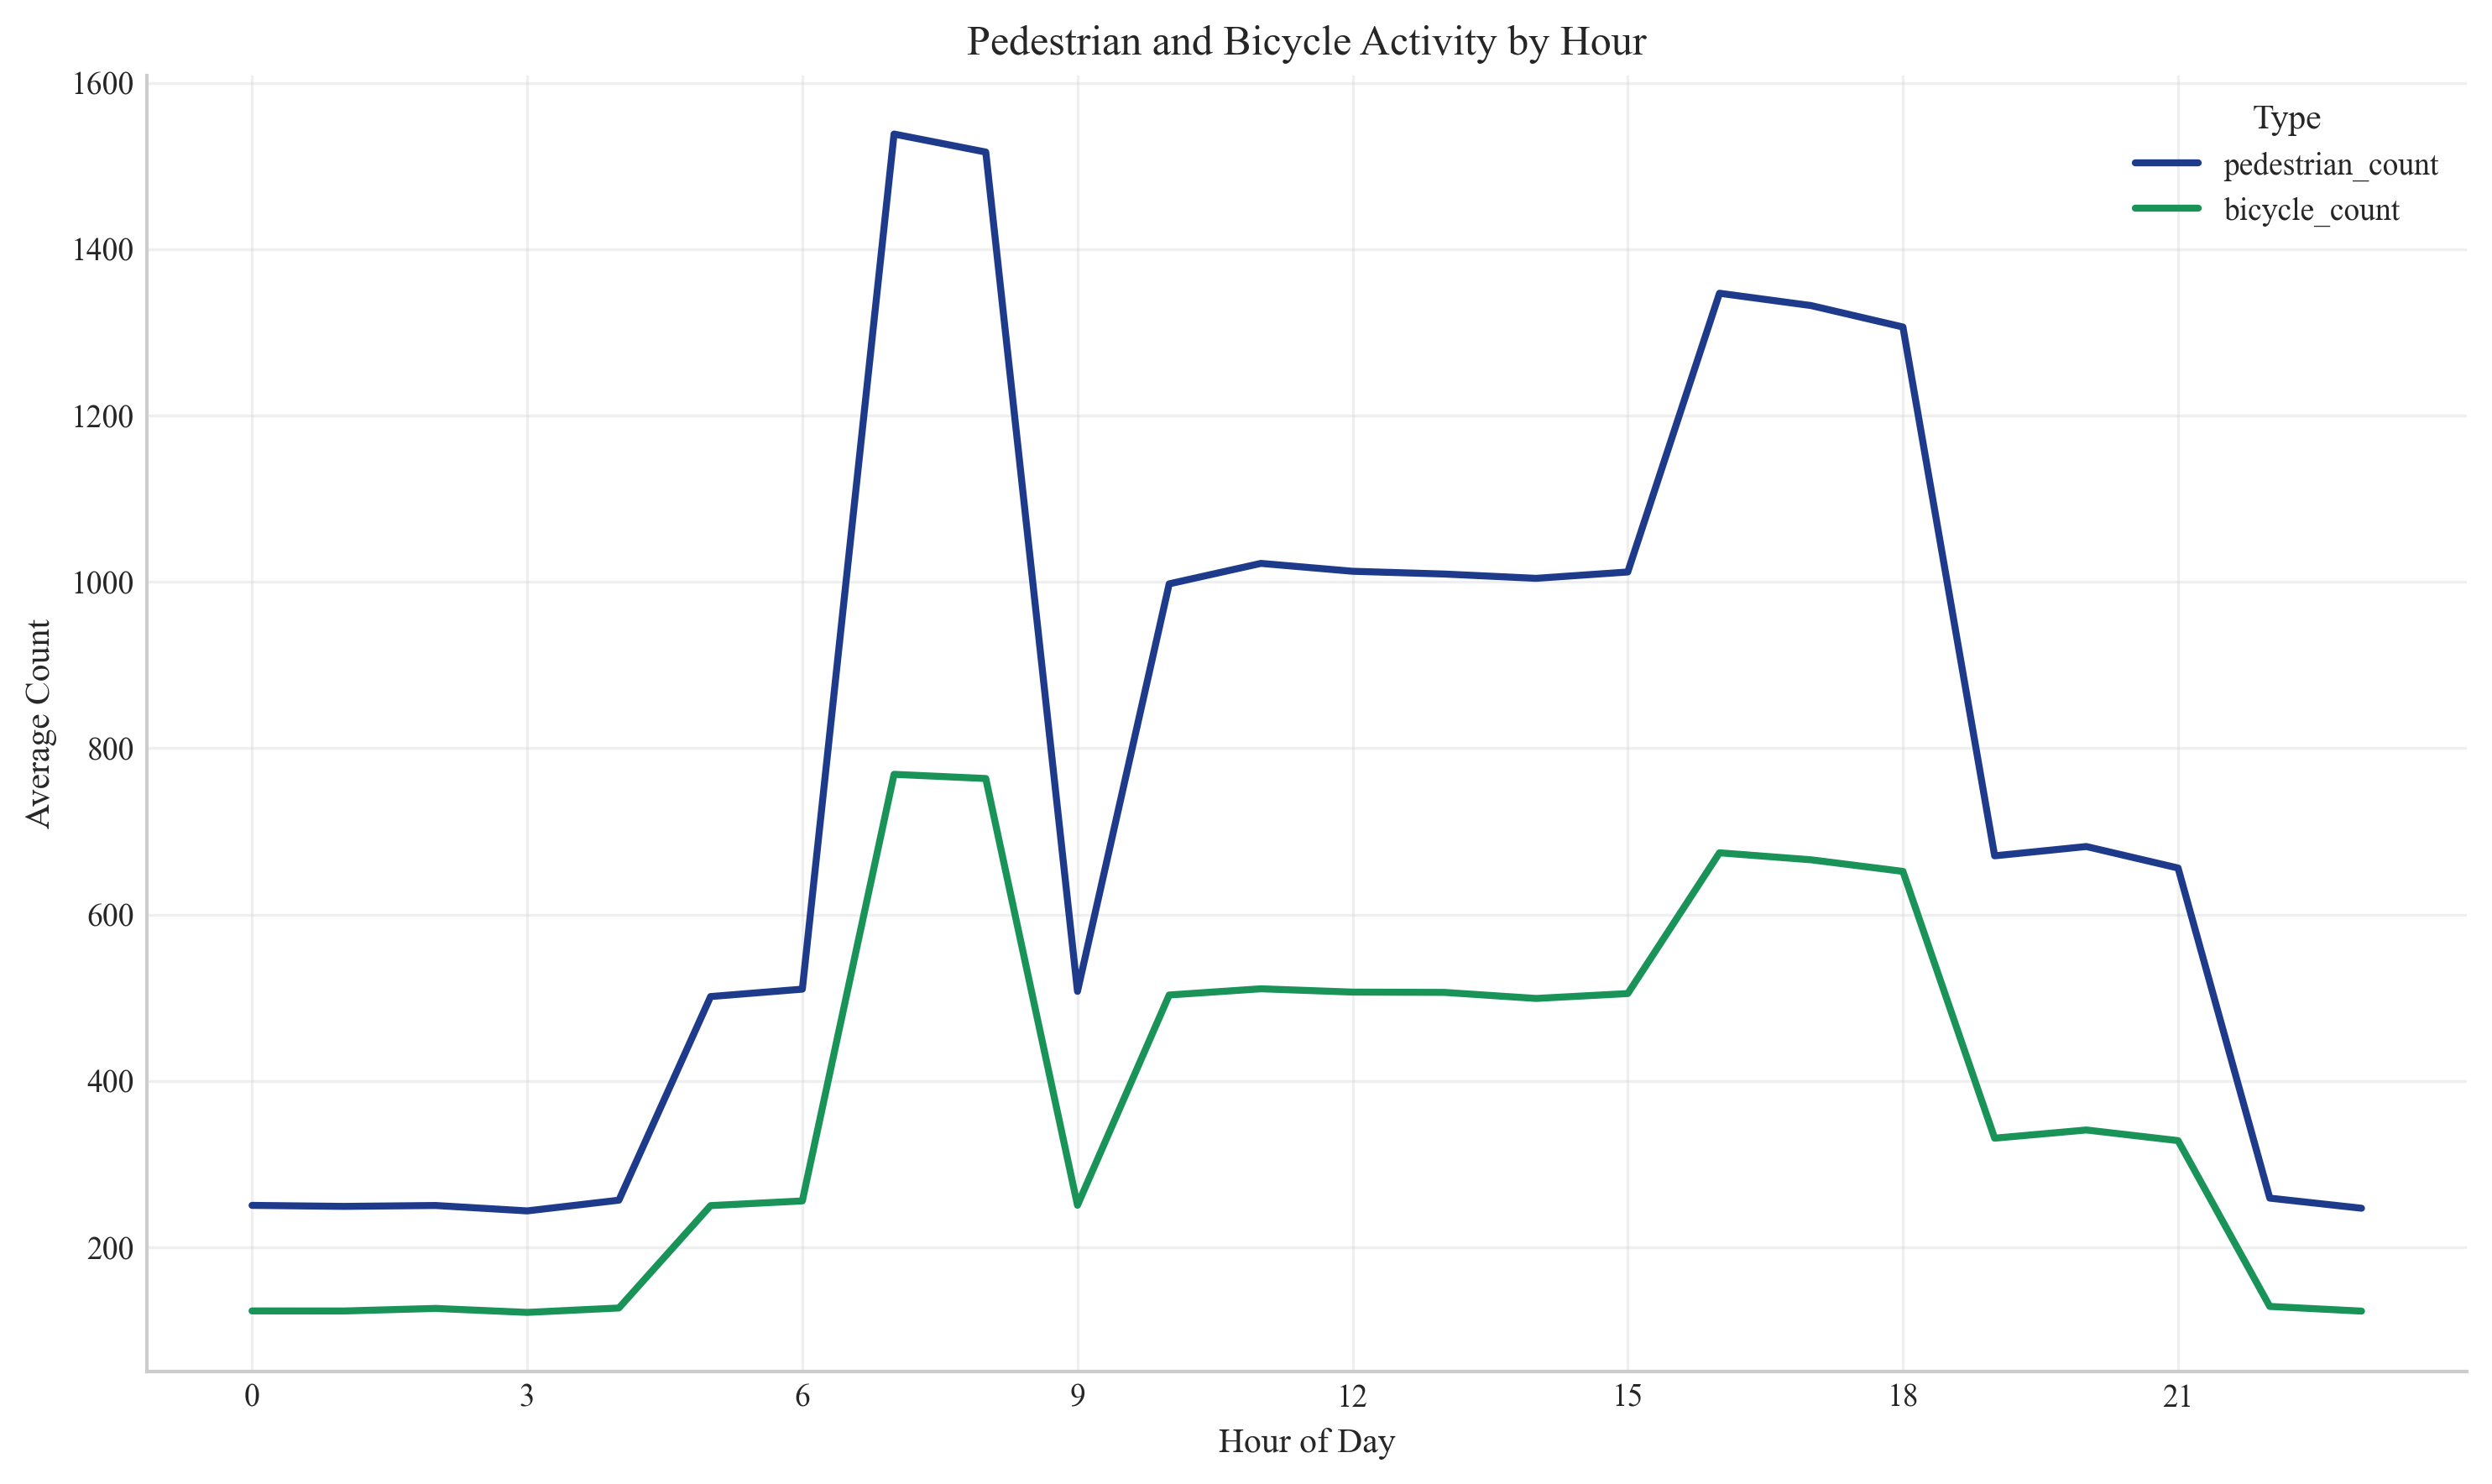 Pedestrian and Bicycle Activity by Hour
1600
1400
1200
1000
800
600
400
200
Average Count
Type
pedestrian_count
bicycle_count
0 3 6 9 12 15 18 21
Hour of Day